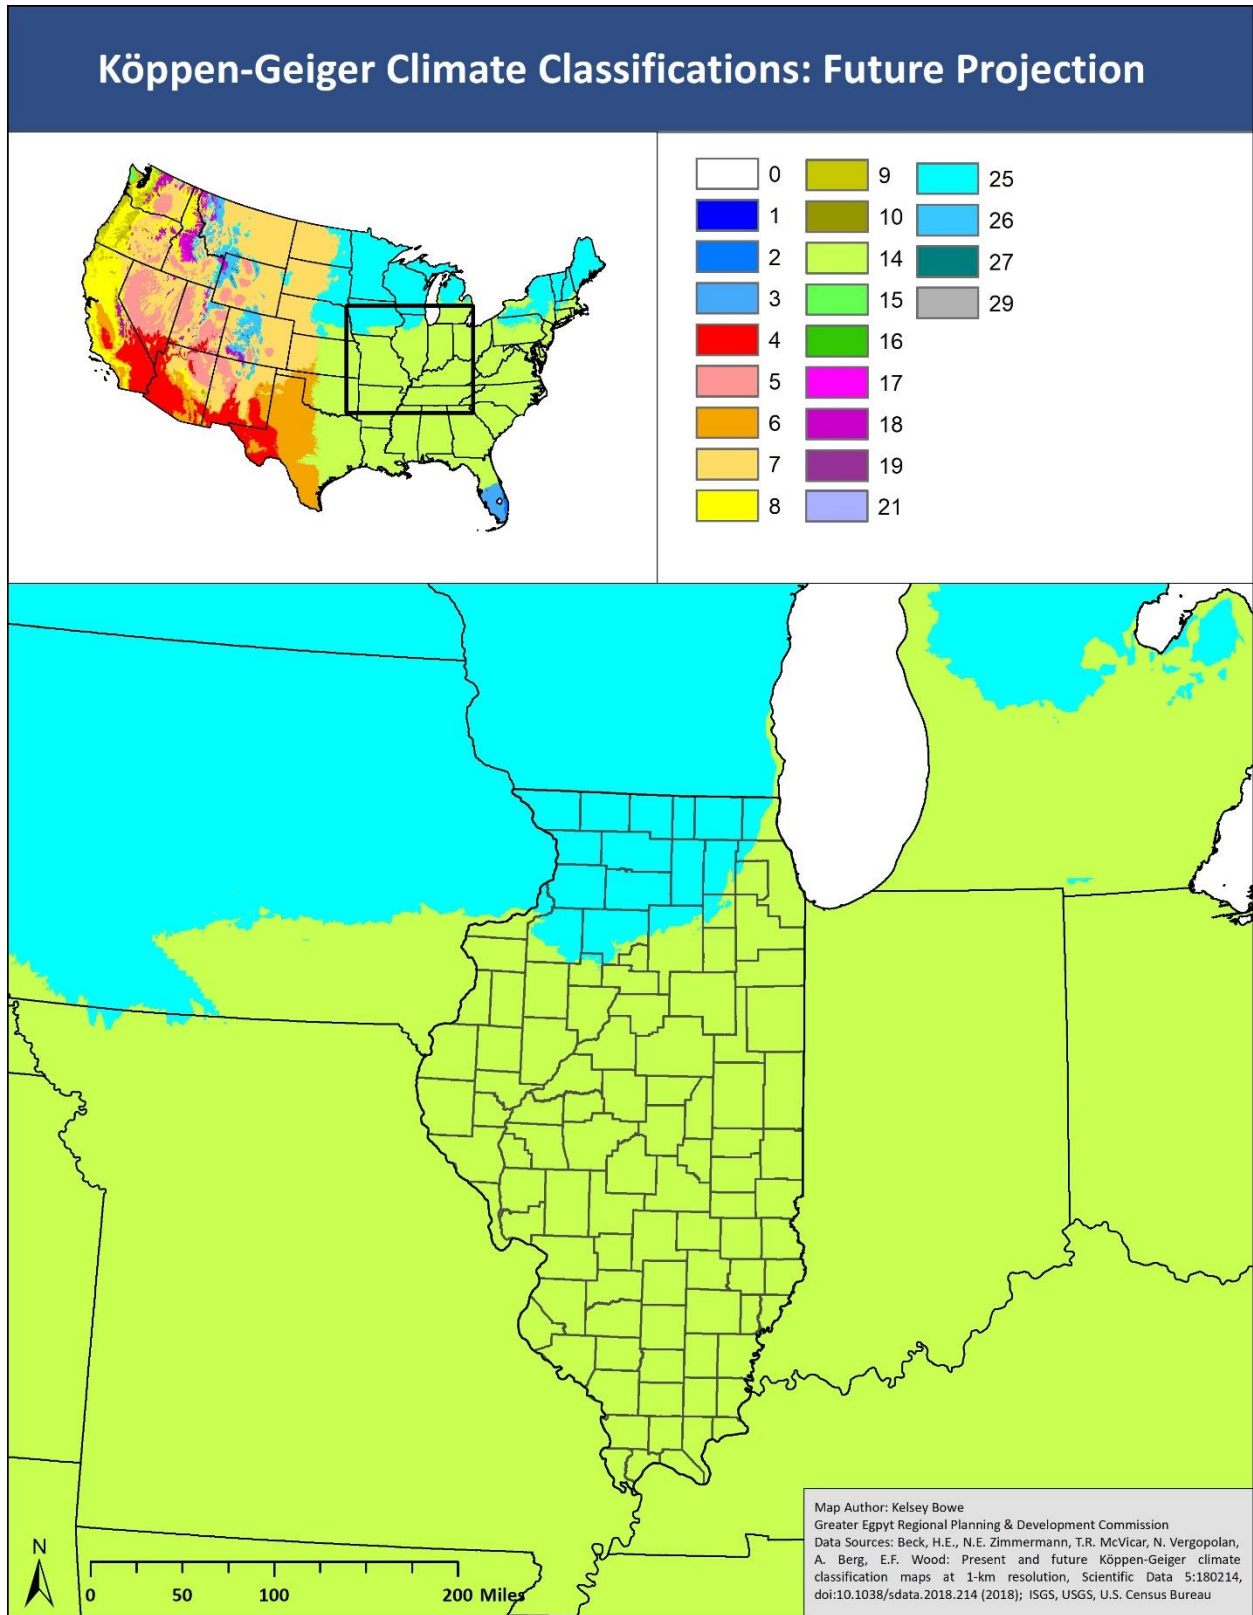 Köppen-Geiger Climate Classifications: Future Projection
0
1
2
3
4
5
6
7
8
9
10
14
15
16
17
18
19
21
25
26
27
29
N
0 50 100 200 Miles
Map Author: Kelsey Bowe
Greater Egpyt Regional Planning & Development Commission
Data Sources: Beck, H.E., N.E. Zimmermann, T.R. McVicar, N. Vergopolan,
A. Berg, E.F. Wood: Present and future Köppen-Geiger climate
classification maps at 1-km resolution, Scientific Data 5:180214,
doi:10.1038/sdata.2018.214 (2018); ISGS, USGS, U.S. Census Bureau